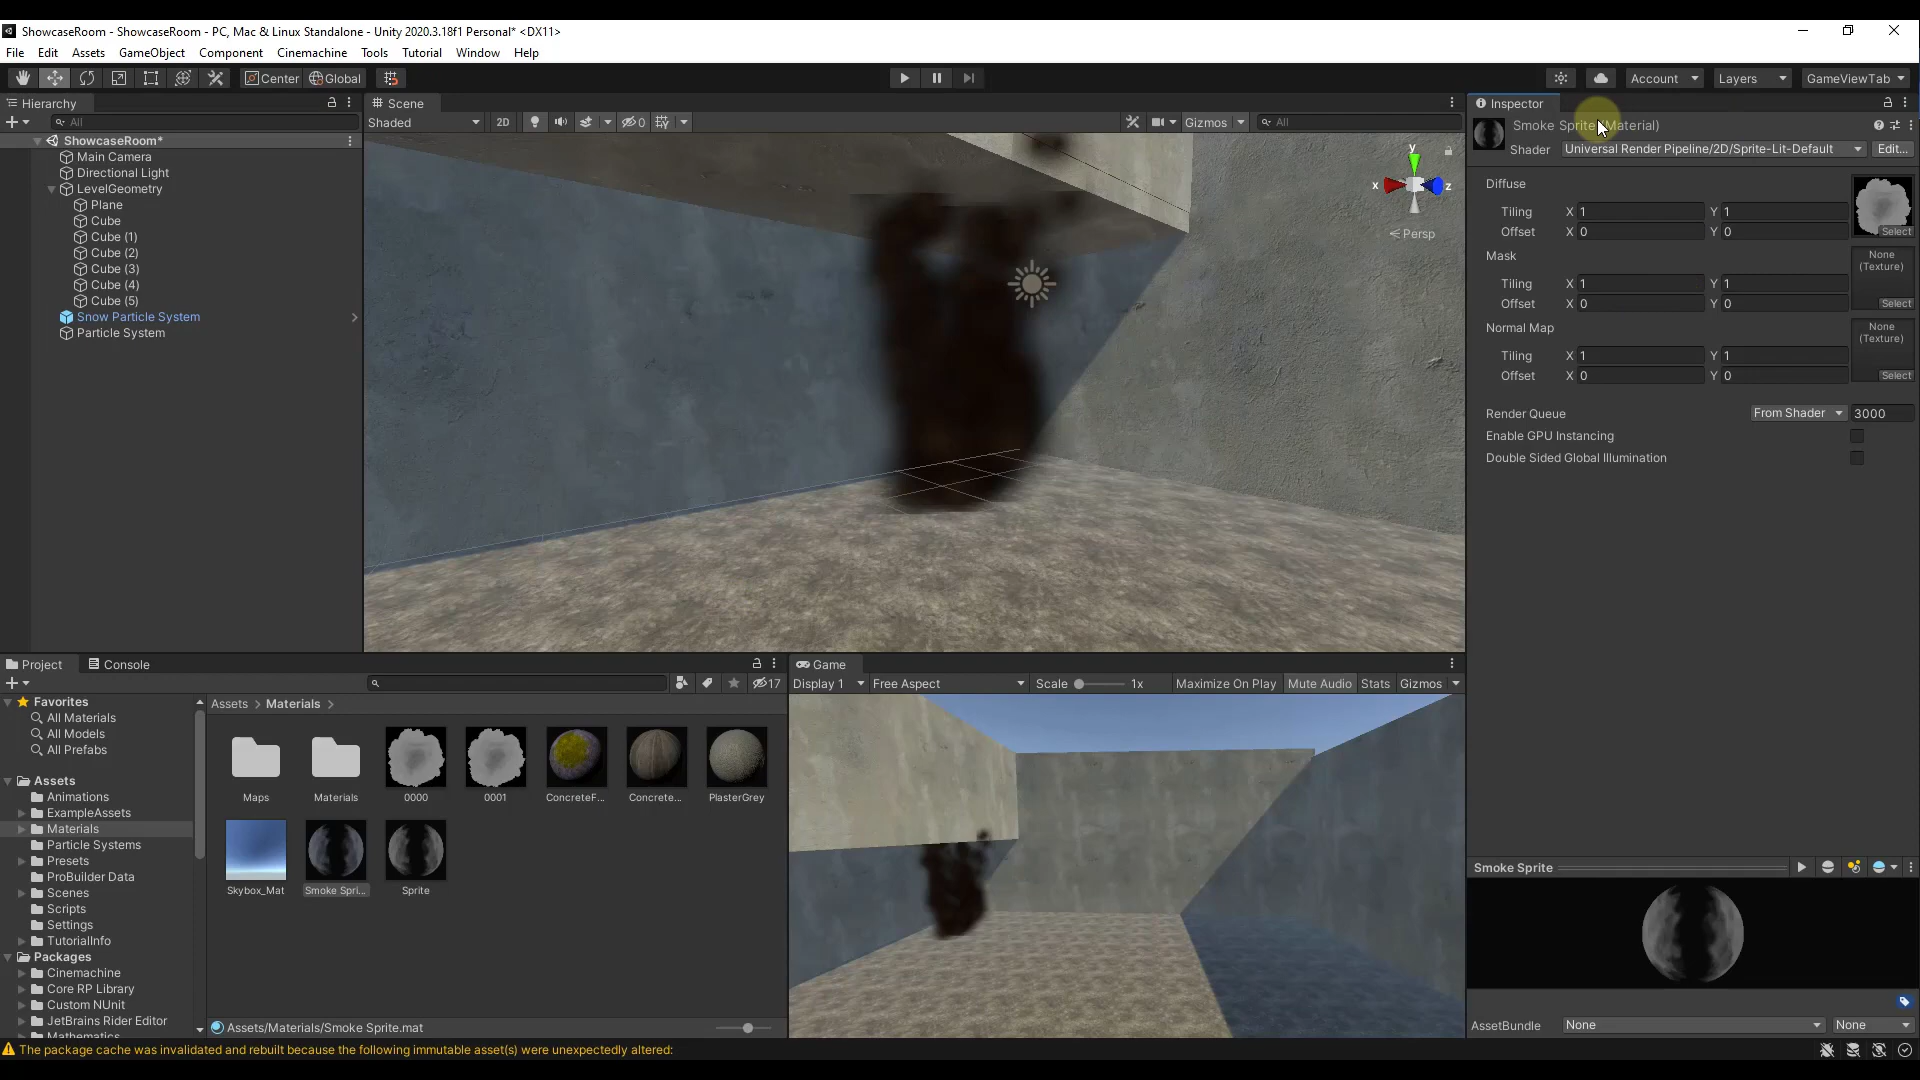 ShowcaseRoom - ShowcaseRoom - PC, Mac & Linux Standalone - Unity 2020.3.18f1 Personal* <DX11>
File Edit Assets GameObject Component Cinemachine Tools Tutorial Window Help
Center Global Account Layers GameViewTab
Hierarchy
All
ShowcaseRoom*
Main Camera
Directional Light
LevelGeometry
Plane
Cube
Cube (1)
Cube (2)
Cube (3)
Cube (4)
Cube (5)
Snow Particle System
Particle System
Scene
Shaded 2D 0 Gizmos All
y
x z
Persp
Inspector
Smoke Sprite (Material)
Shader Universal Render Pipeline/2D/Sprite-Lit-Default Edit...
Diffuse
Tiling X 1 Y 1
Offset X 0 Y 0 Select
Mask None (Texture)
Tiling X 1 Y 1
Offset X 0 Y 0 Select
Normal Map None (Texture)
Tiling X 1 Y 1
Offset X 0 Y 0 Select
Render Queue From Shader 3000
Enable GPU Instancing
Double Sided Global Illumination
Project Console
17
Favorites
All Materials
All Models
All Prefabs
Assets
Animations
ExampleAssets
Materials
Particle Systems
Presets
ProBuilder Data
Scenes
Scripts
Settings
TutorialInfo
Packages
Cinemachine
Core RP Library
Custom NUnit
JetBrains Rider Editor
Mathematics
Assets > Materials >
Maps Materials 0000 0001 ConcreteF... Concrete... PlasterGrey
Skybox_Mat Smoke Spri... Sprite
Assets/Materials/Smoke Sprite.mat
Game
Display 1 Free Aspect Scale 1x Maximize On Play Mute Audio Stats Gizmos
Smoke Sprite
AssetBundle None None
The package cache was invalidated and rebuilt because the following immutable asset(s) were unexpectedly altered: